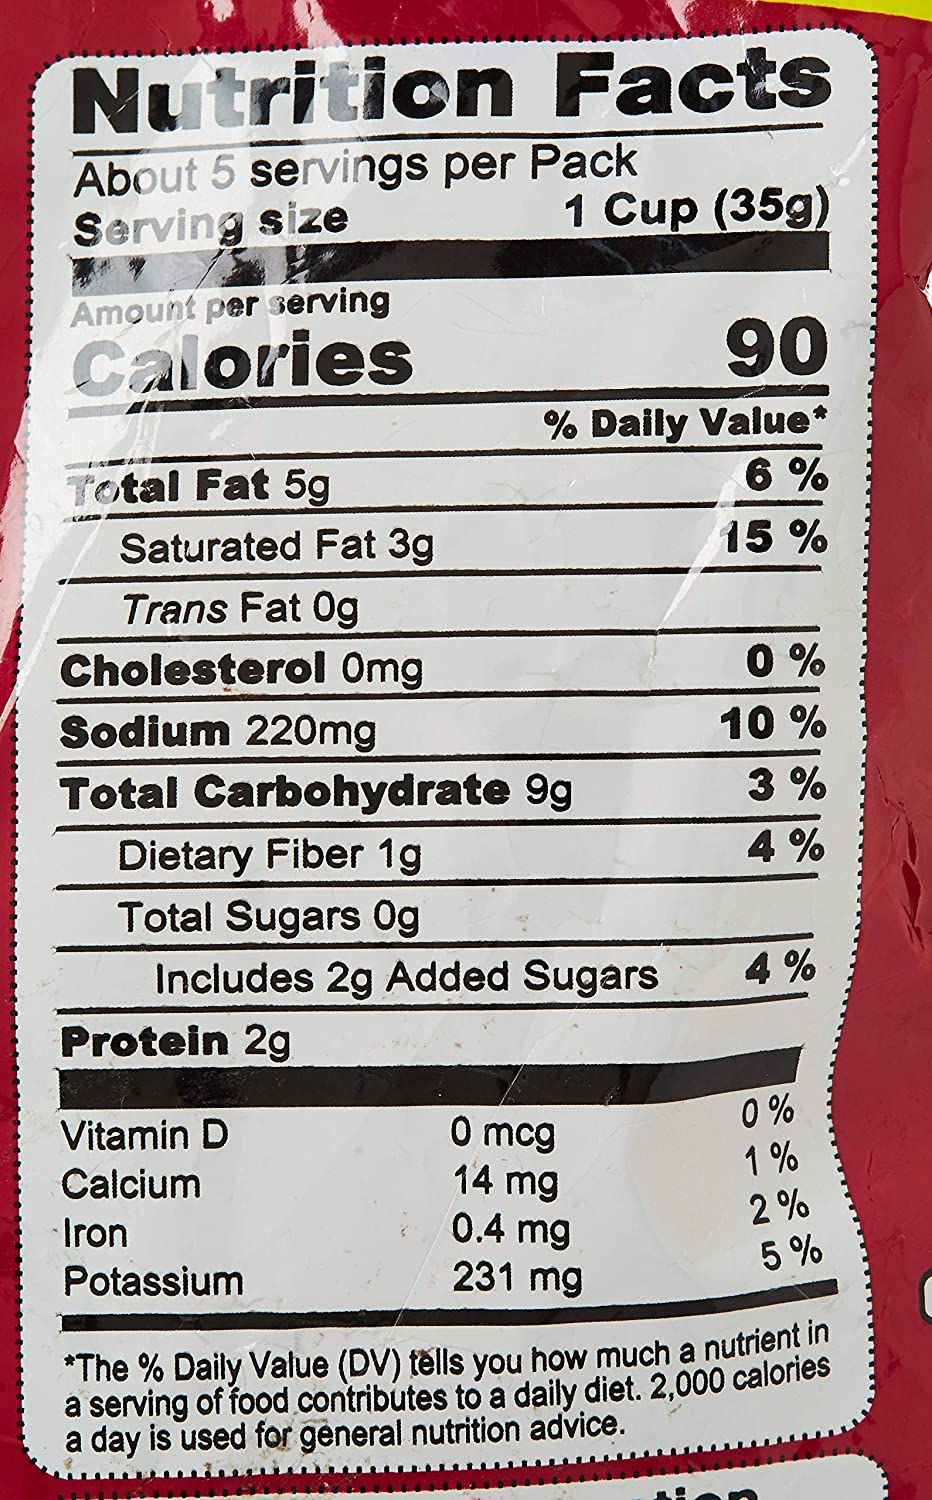 Nutrition Facts
About 5 servings per Pack
Serving size 1 Cup (35g)
Amount per serving
Calories 90
% Daily Value*
Total Fat 5g 6 %
Saturated Fat 3g 15 %
Trans Fat 0g
Cholesterol 0mg 0 %
Sodium 220mg 10 %
Total Carbohydrate 9g 3 %
Dietary Fiber 1g 4 %
Total Sugars 0g
Includes 2g Added Sugars 4 %
Protein 2g
Vitamin D 0 mcg 0 %
Calcium 14 mg 1 %
Iron 0.4 mg 2 %
Potassium 231 mg 5 %
*The % Daily Value (DV) tells you how much a nutrient in
a serving of food contributes to a daily diet. 2,000 calories
a day is used for general nutrition advice.